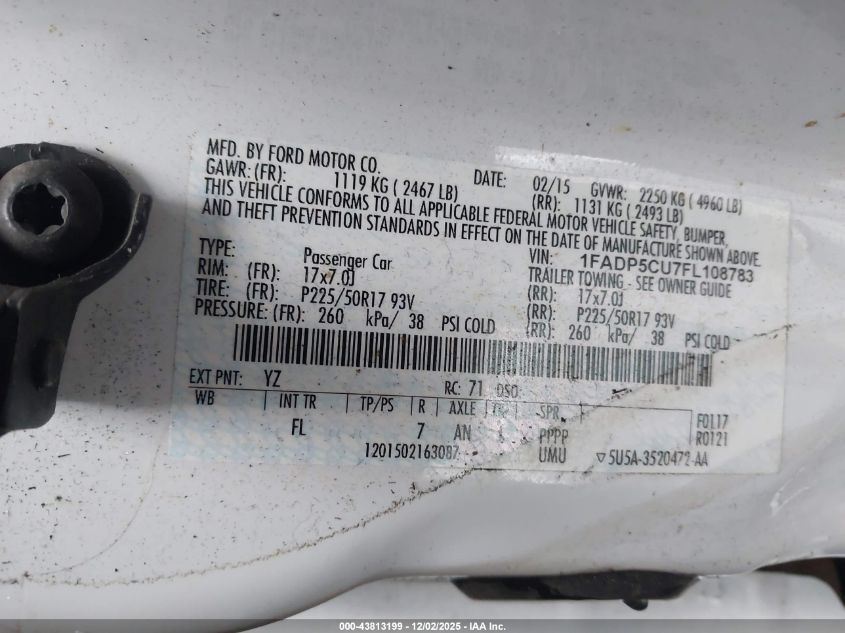 MFD. BY FORD MOTOR CO.
DATE: 02/15 GVWR: 2250 KG ( 4960 LB)
GAWR: (FR): 1119 KG ( 2467 LB) (RR): 1131 KG ( 2493 LB)
THIS VEHICLE CONFORMS TO ALL APPLICABLE FEDERAL MOTOR VEHICLE SAFETY, BUMPER,
AND THEFT PREVENTION STANDARDS IN EFFECT ON THE DATE OF MANUFACTURE SHOWN ABOVE.
VIN: 1FADP5CU7FL108783
TYPE: Passenger Car TRAILER TOWING - SEE OWNER GUIDE
RIM: (FR): 17x7.0J (RR): 17x7.0J
TIRE: (FR): P225/50R17 93V (RR): P225/50R17 93V
PRESSURE: (FR): 260 kPa/ 38 PSI COLD (RR): 260 kPa/ 38 PSI COLD
EXT PNT: YZ RC: 71 DSO:
WB INT TR TP/PS R AXLE SPR
FL 7 AN PPPP F0117
R0121
1201502163087 UMU ▽5U5A-3520472-AA
000-43813199 - 12/02/2025 - IAA Inc.